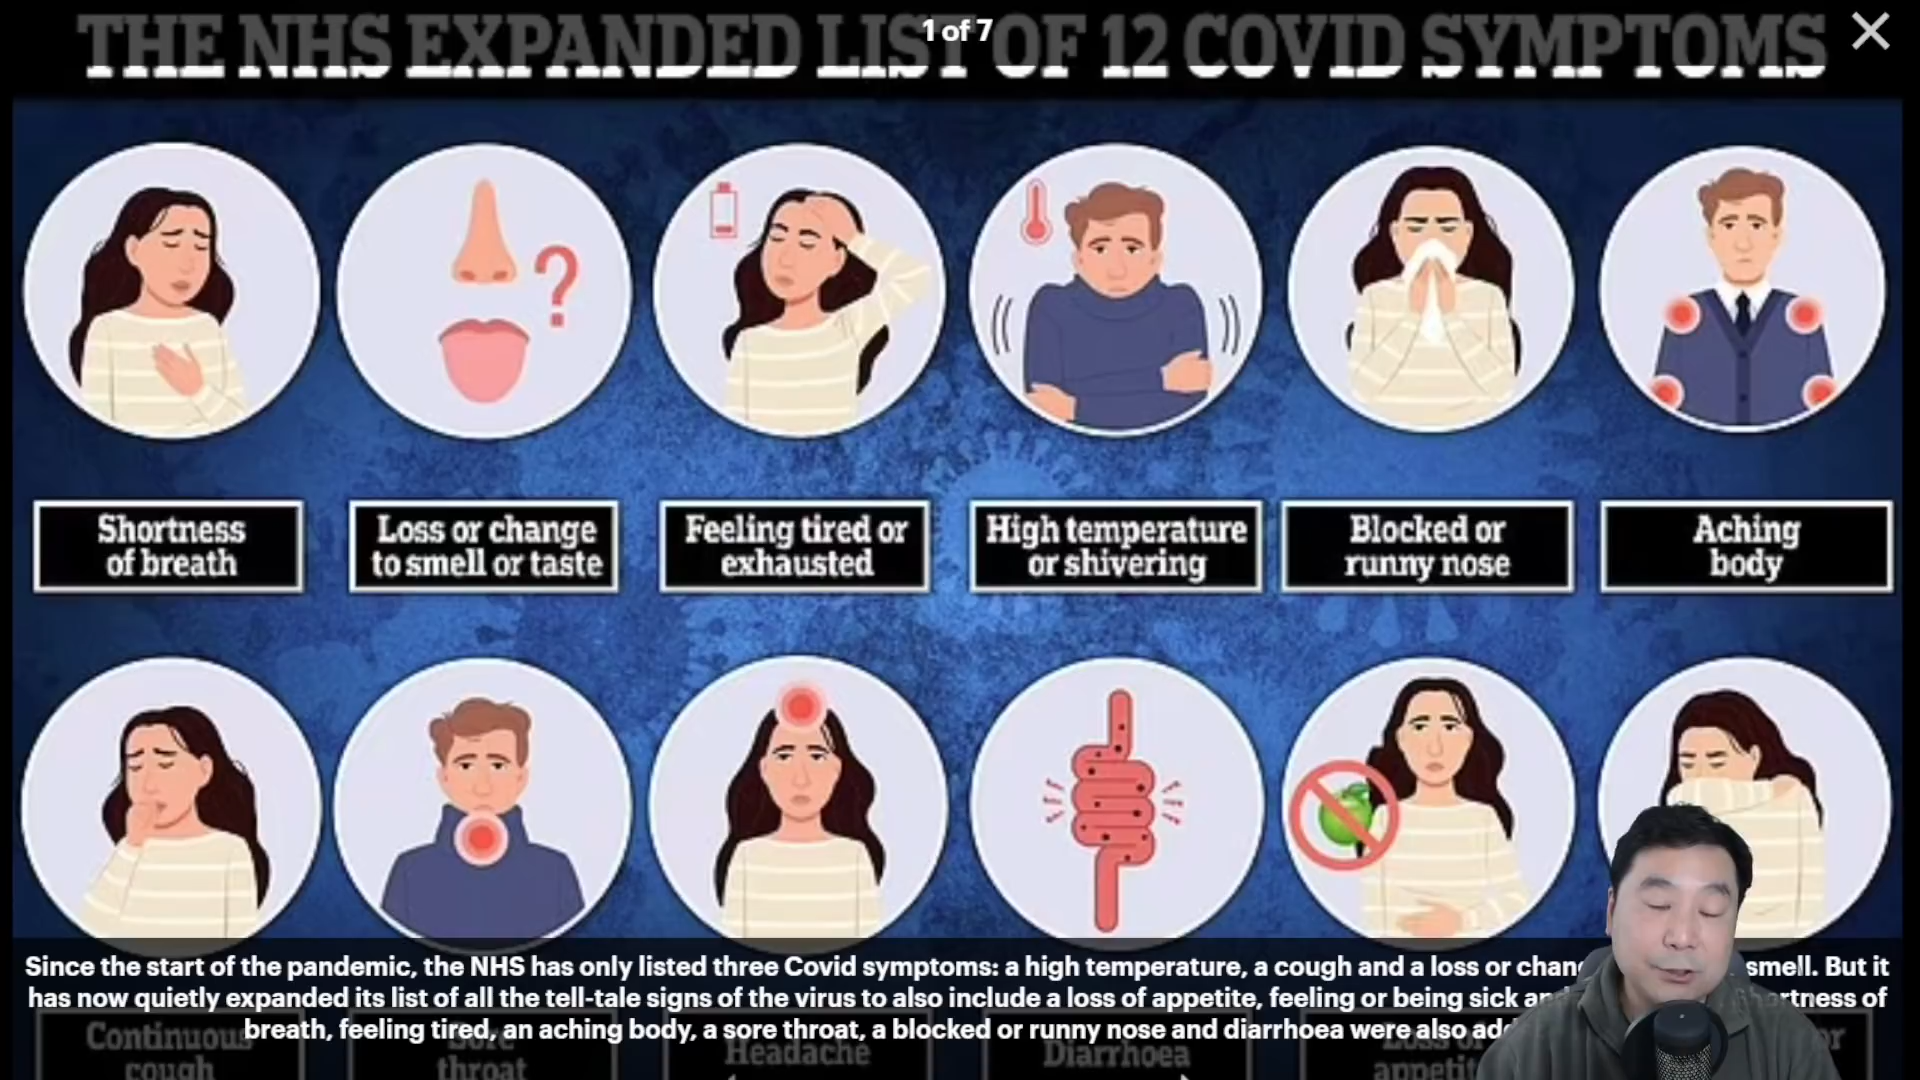 THE NHS EXPANDED LIST OF 12 COVID SYMPTOMS
1 of 7
Shortness
of breath
Loss or change
to smell or taste
Feeling tired or
exhausted
High temperature
or shivering
Blocked or
runny nose
Aching
body
Since the start of the pandemic, the NHS has only listed three Covid symptoms: a high temperature, a cough and a loss or smell. But it
has now quietly expanded its list of all the tell-tale signs of the virus to also include a loss of appetite, feeling or being sick of
breath, feeling tired, an aching body, a sore throat, a blocked or runny nose and diarrhoea were also
Continuous
cough
Sore
throat
Headache
Diarrhoea